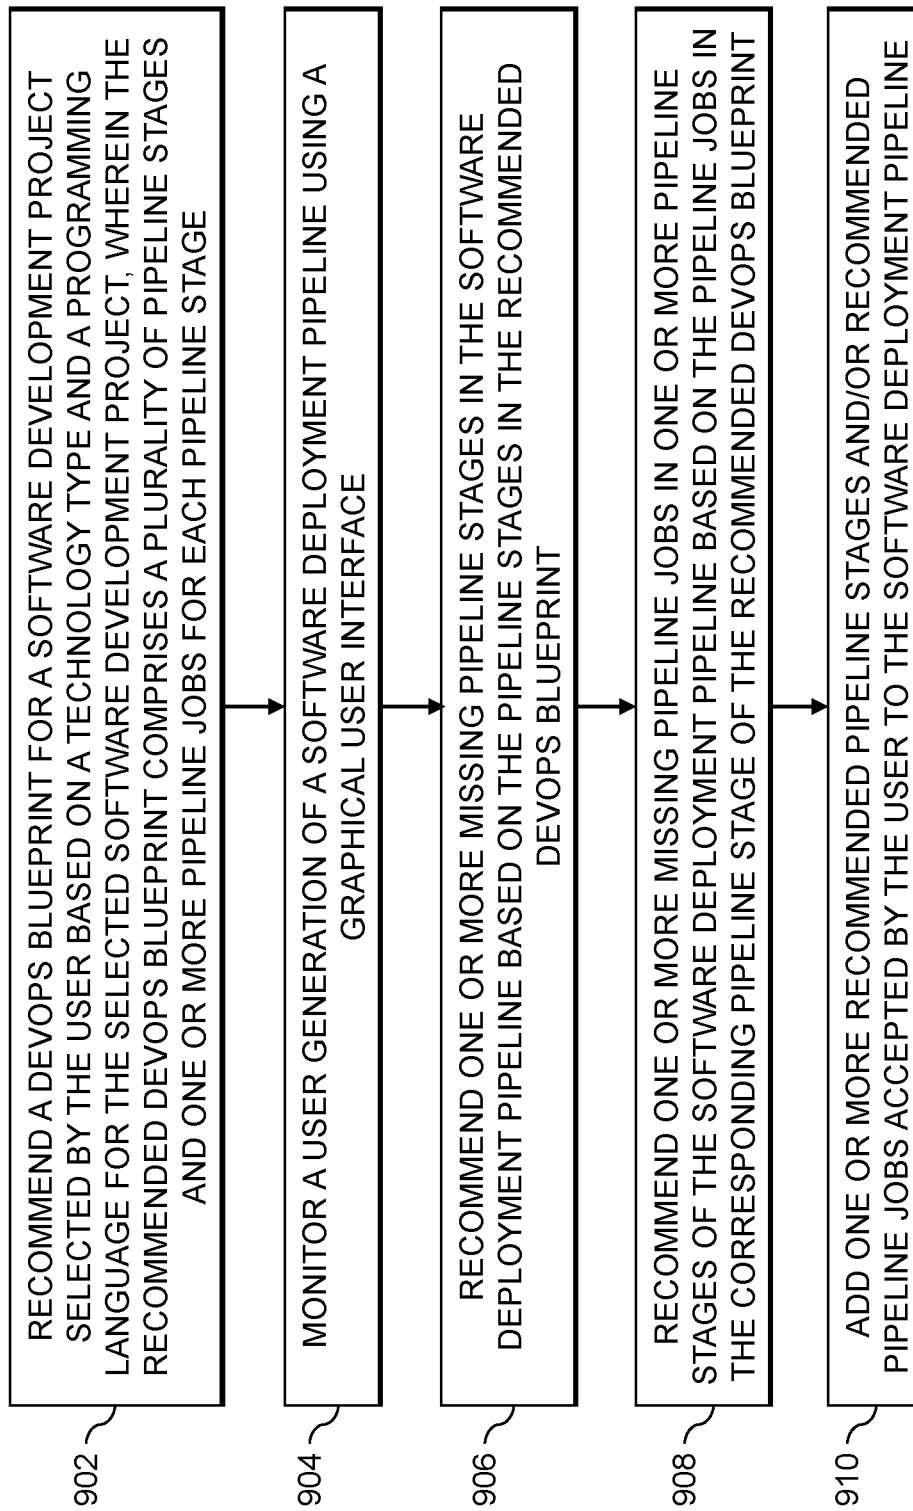 902
RECOMMEND A DEVOPS BLUEPRINT FOR A SOFTWARE DEVELOPMENT PROJECT
SELECTED BY THE USER BASED ON A TECHNOLOGY TYPE AND A PROGRAMMING
LANGUAGE FOR THE SELECTED SOFTWARE DEVELOPMENT PROJECT, WHEREIN THE
RECOMMENDED DEVOPS BLUEPRINT COMPRISES A PLURALITY OF PIPELINE STAGES
AND ONE OR MORE PIPELINE JOBS FOR EACH PIPELINE STAGE
904
MONITOR A USER GENERATION OF A SOFTWARE DEPLOYMENT PIPELINE USING A
GRAPHICAL USER INTERFACE
906
RECOMMEND ONE OR MORE MISSING PIPELINE STAGES IN THE SOFTWARE
DEPLOYMENT PIPELINE BASED ON THE PIPELINE STAGES IN THE RECOMMENDED
DEVOPS BLUEPRINT
908
RECOMMEND ONE OR MORE MISSING PIPELINE JOBS IN ONE OR MORE PIPELINE
STAGES OF THE SOFTWARE DEPLOYMENT PIPELINE BASED ON THE PIPELINE JOBS IN
THE CORRESPONDING PIPELINE STAGE OF THE RECOMMENDED DEVOPS BLUEPRINT
910
ADD ONE OR MORE RECOMMENDED PIPELINE STAGES AND/OR RECOMMENDED
PIPELINE JOBS ACCEPTED BY THE USER TO THE SOFTWARE DEPLOYMENT PIPELINE